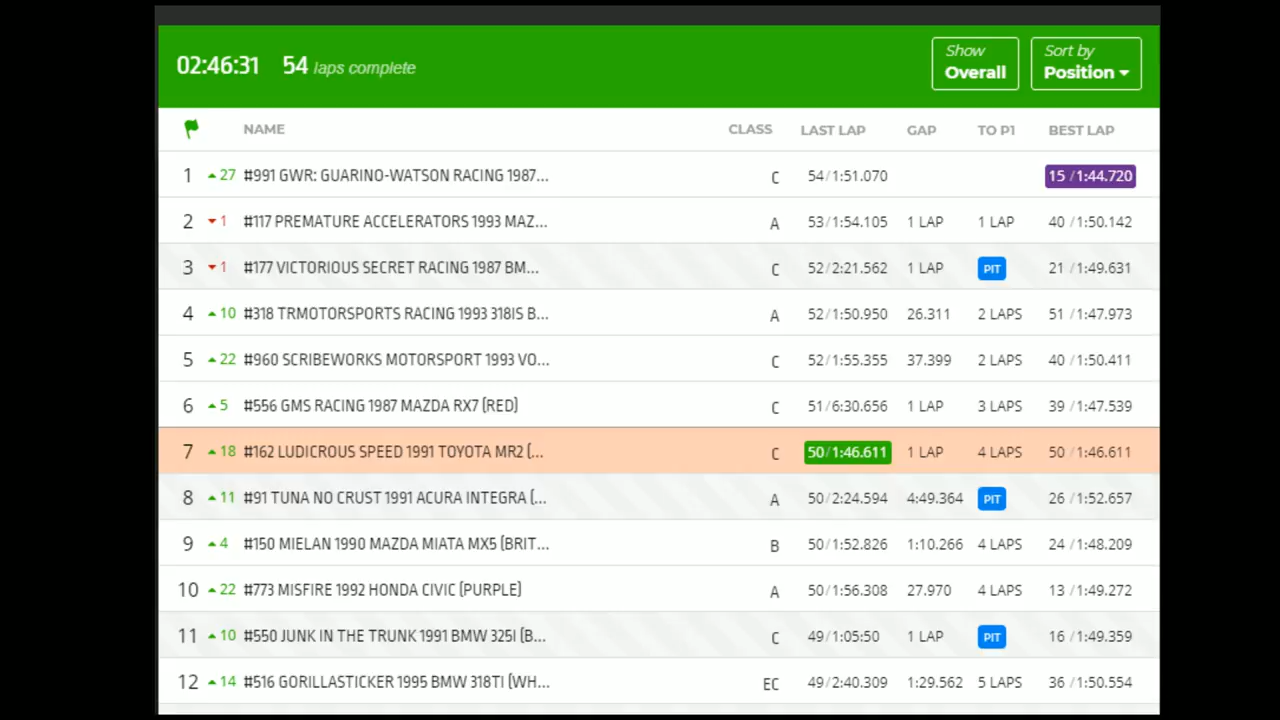 02:46:31 54 laps complete Show Overall Sort by Position
NAME CLASS LAST LAP GAP TO P1 BEST LAP
1 27 #991 GWR: GUARINO-WATSON RACING 1987... C 54/1:51.070 15 /1:44.720
2 1 #117 PREMATURE ACCELERATORS 1993 MAZ... A 53/1:54.105 1 LAP 1 LAP 40 /1:50.142
3 1 #177 VICTORIOUS SECRET RACING 1987 BM... C 52/2:21.562 1 LAP PIT 21 /1:49.631
4 10 #318 TRMOTORSPORTS RACING 1993 318IS B... A 52/1:50.950 26.311 2 LAPS 51 /1:47.973
5 22 #960 SCRIBEWORKS MOTORSPORT 1993 VO... C 52/1:55.355 37.399 2 LAPS 40 /1:50.411
6 5 #556 GMS RACING 1987 MAZDA RX7 (RED) C 51/6:30.656 1 LAP 3 LAPS 39 /1:47.539
7 18 #162 LUDICROUS SPEED 1991 TOYOTA MR2 (... C 50/1:46.611 1 LAP 4 LAPS 50 /1:46.611
8 11 #91 TUNA NO CRUST 1991 ACURA INTEGRA (... A 50/2:24.594 4:49.364 PIT 26 /1:52.657
9 4 #150 MIELAN 1990 MAZDA MIATA MX5 (BRIT... B 50/1:52.826 1:10.266 4 LAPS 24 /1:48.209
10 22 #773 MISFIRE 1992 HONDA CIVIC (PURPLE) A 50/1:56.308 27.970 4 LAPS 13 /1:49.272
11 10 #550 JUNK IN THE TRUNK 1991 BMW 325I (B... C 49/1:05:50 1 LAP PIT 16 /1:49.359
12 14 #516 GORILLASTICKER 1995 BMW 318TI (WH... EC 49/2:40.309 1:29.562 5 LAPS 36 /1:50.554